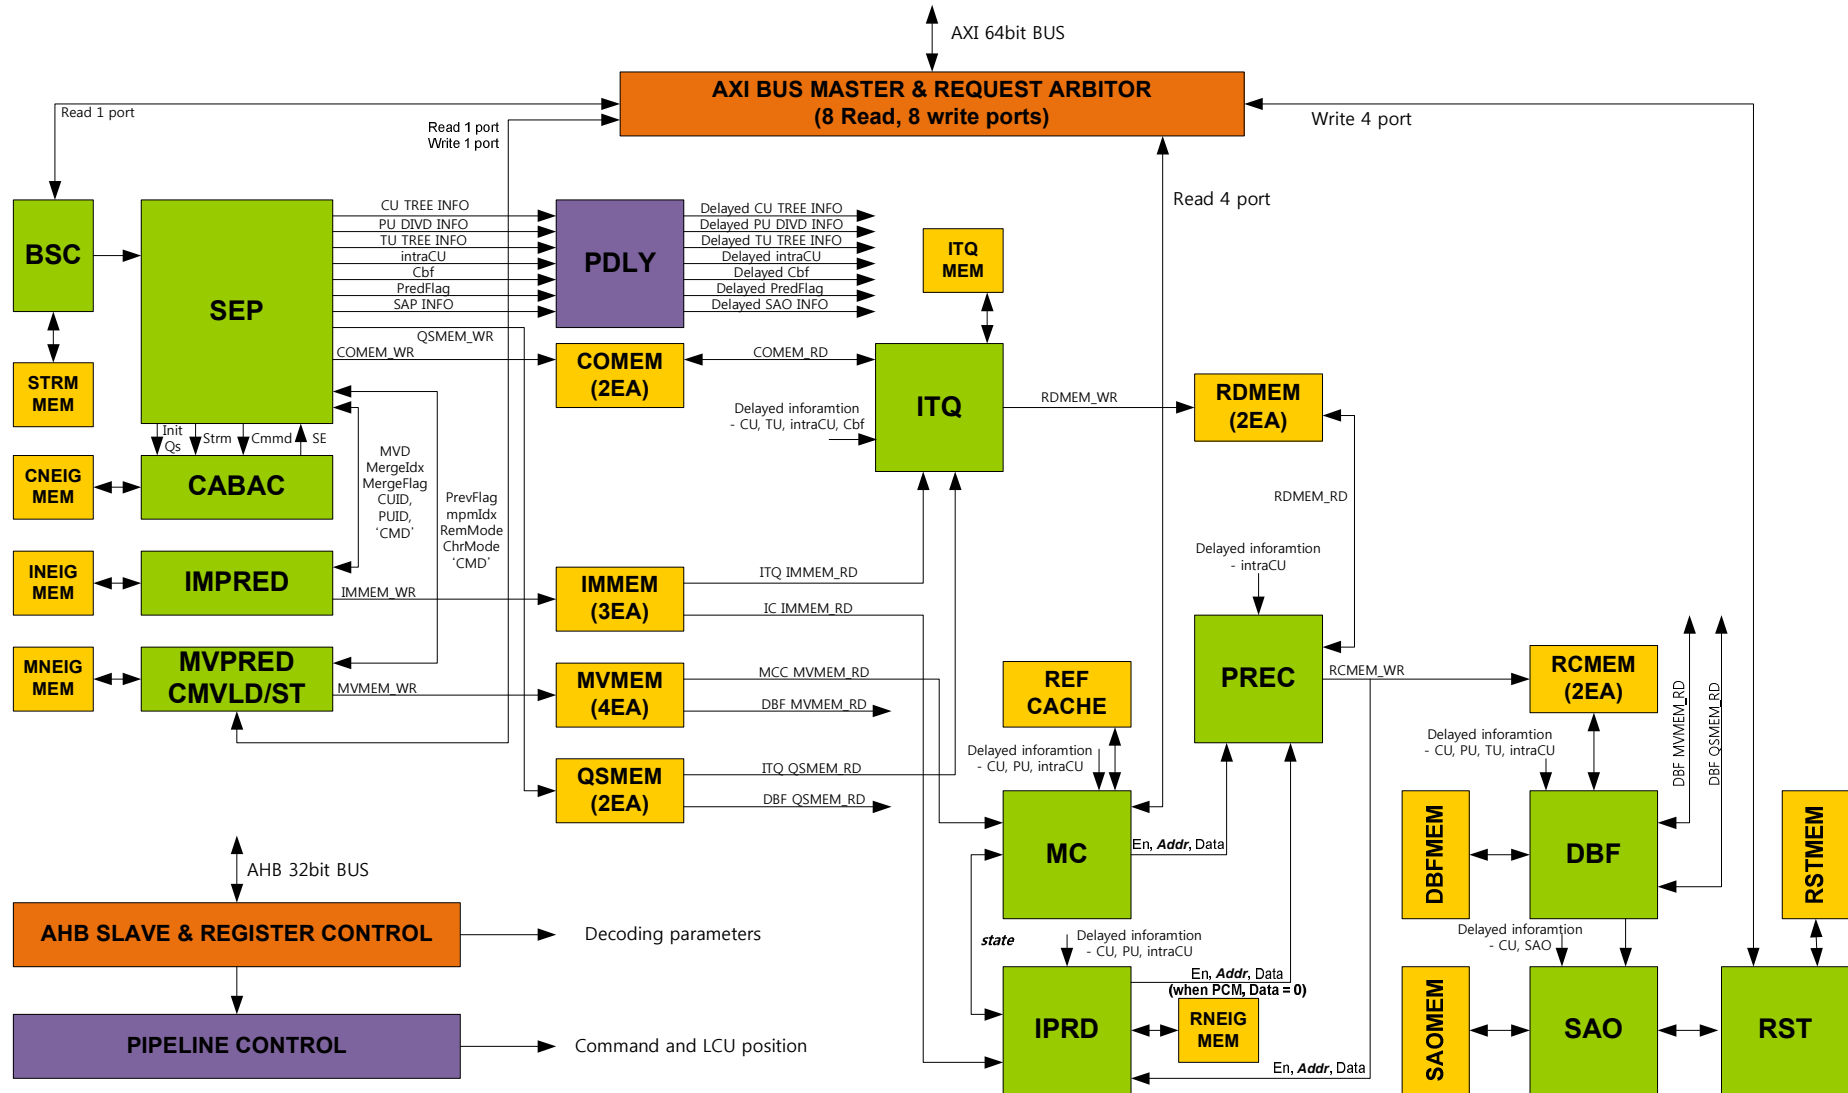 AXI 64bit BUS
AXI BUS MASTER & REQUEST ARBITOR
(8 Read, 8 write ports)
Read 1 port
Read 1 port
Write 1 port
Write 4 port
Read 4 port
BSC
SEP
CU TREE INFO
PU DIVD INFO
TU TREE INFO
intraCU
Cbf
PredFlag
SAP INFO
QSMEM_WR
COMEM_WR
PDLY
Delayed CU TREE INFO
Delayed PU DIVD INFO
Delayed TU TREE INFO
Delayed intraCU
Delayed Cbf
Delayed PredFlag
Delayed SAO INFO
ITQ
MEM
STRM
MEM
COMEM
(2EA)
COMEM_RD
ITQ
Delayed inforamtion
- CU, TU, intraCU, Cbf
RDMEM_WR
RDMEM
(2EA)
Init
Qs
Strm
Cmmd
SE
CNEIG
MEM
CABAC
MVD
MergeIdx
MergeFlag
CUID,
PUID,
‘CMD’
PrevFlag
mpmIdx
RemMode
ChrMode
‘CMD’
RDMEM_RD
INEIG
MEM
IMPRED
IMMEM_WR
IMMEM
(3EA)
ITQ IMMEM_RD
IC IMMEM_RD
Delayed inforamtion
- intraCU
PREC
RCMEM_WR
RCMEM
(2EA)
MNEIG
MEM
MVPRED
CMVLD/ST
MVMEM_WR
MVMEM
(4EA)
MCC MVMEM_RD
DBF MVMEM_RD
REF
CACHE
DBF MVMEM_RD
DBF QSMEM_RD
Delayed inforamtion
- CU, PU, intraCU
Delayed inforamtion
- CU, PU, TU, intraCU
QSMEM
(2EA)
ITQ QSMEM_RD
DBF QSMEM_RD
MC
En, Addr, Data
DBFMEM
DBF
RSTMEM
AHB 32bit BUS
AHB SLAVE & REGISTER CONTROL
Decoding parameters
state
Delayed inforamtion
- CU, PU, intraCU
Delayed inforamtion
- CU, SAO
En, Addr, Data
(when PCM, Data = 0)
PIPELINE CONTROL
Command and LCU position
IPRD
RNEIG
MEM
En, Addr, Data
SAOMEM
SAO
RST